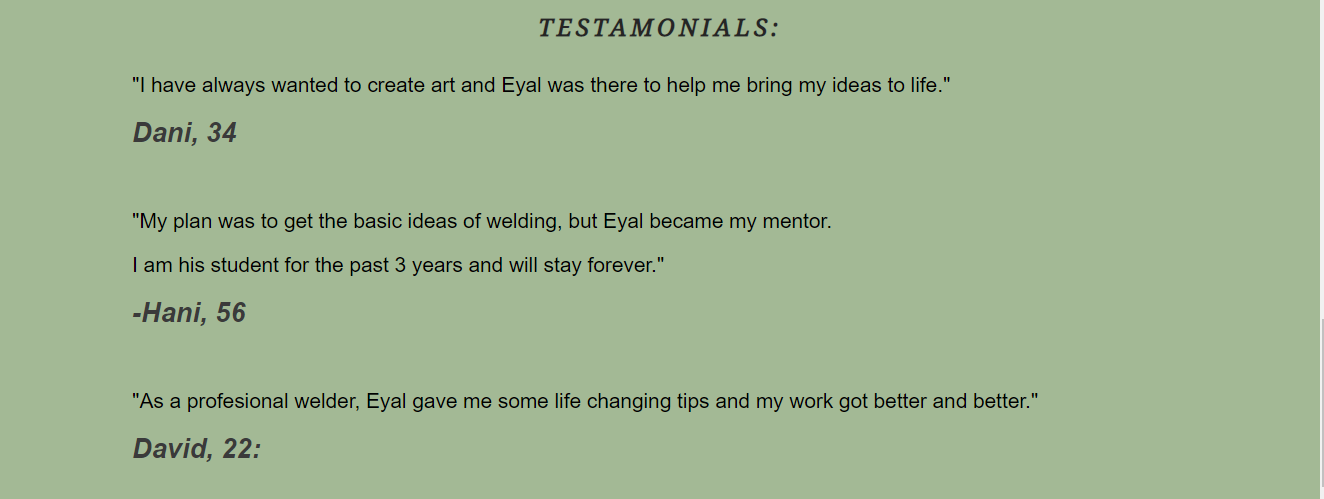 TESTAMONIALS:
"I have always wanted to create art and Eyal was there to help me bring my ideas to life."
Dani, 34
"My plan was to get the basic ideas of welding, but Eyal became my mentor.
I am his student for the past 3 years and will stay forever."
-Hani, 56
"As a profesional welder, Eyal gave me some life changing tips and my work got better and better."
David, 22: